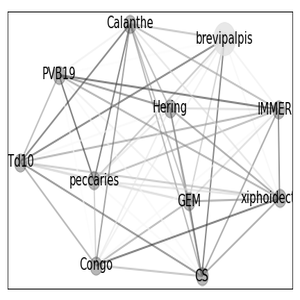 Calanthe
brevipalpis
PVB19
Hering
IMMER
Td10
peccaries
GEM
xiphoidect
Congo
CS